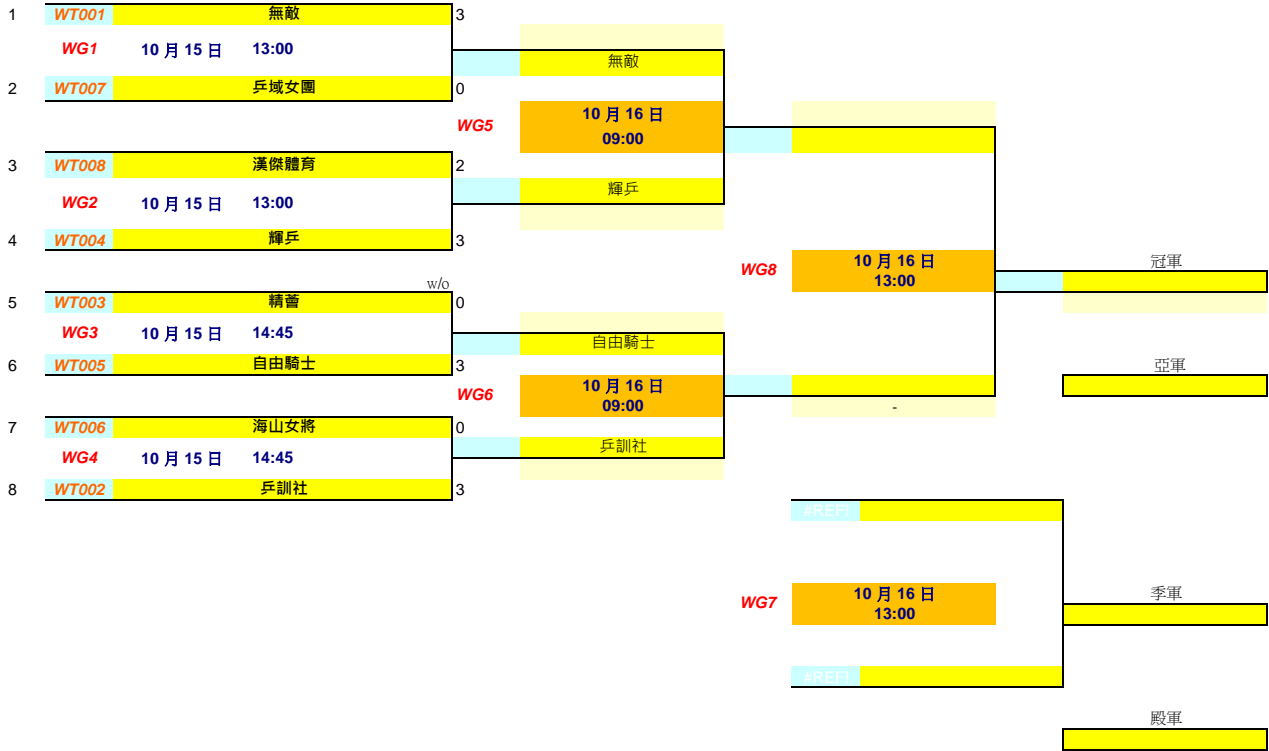 1 WT001 無敵 3
WG1 10 月 15 日 13:00
無敵
2 WT007 乒域女團 0
WG5 10 月 16 日
09:00
3 WT008 漢傑體育 2
輝乒
WG2 10 月 15 日 13:00
4 WT004 輝乒 3
WG8 10 月 16 日
13:00
冠軍
w/o
5 WT003 精薈 0
WG3 10 月 15 日 14:45
自由騎士
6 WT005 自由騎士 3
亞軍
WG6 10 月 16 日
09:00
-
7 WT006 海山女將 0
乒訓社
WG4 10 月 15 日 14:45
8 WT002 乒訓社 3
#REF!
WG7 10 月 16 日
13:00
季軍
#REF!
殿軍